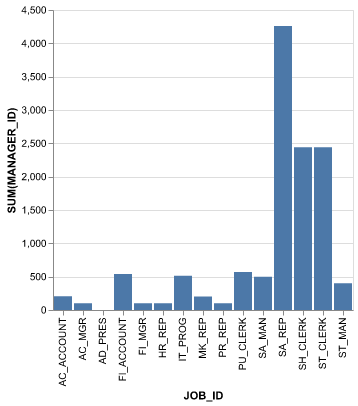 4,500
4,000
3,500
3,000
2,500
2,000
1,500
1,000
500
0
SUM(MANAGER_ID)
AC_ACCOUNT
AC_MGR
AD_PRES
FI_ACCOUNT
FI_MGR
HR_REP
IT_PROG
MK_REP
PR_REP
PU_CLERK
SA_MAN
SA_REP
SH_CLERK
ST_CLERK
ST_MAN
JOB_ID